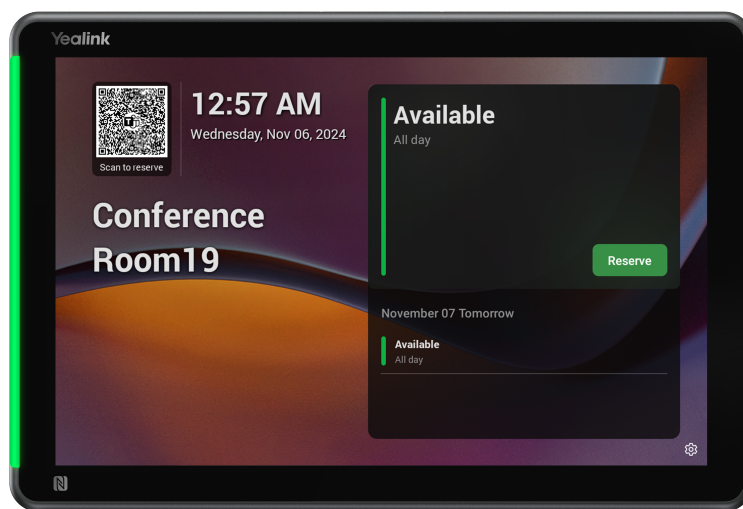 Yealink
12:57 AM
Wednesday, Nov 06, 2024
Scan to reserve
Conference
Room19
Available
All day
Reserve
November 07 Tomorrow
Available
All day